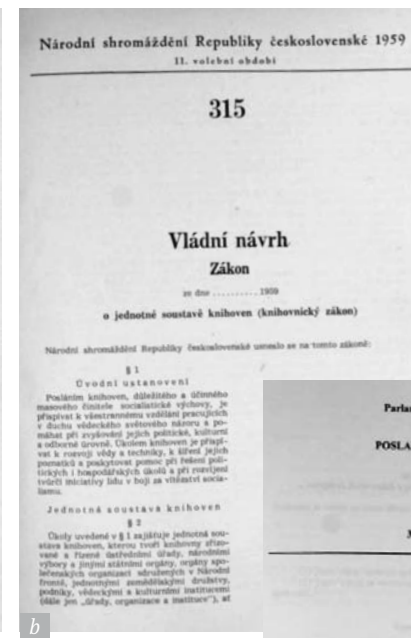 Národní shromáždění Republiky československé 1959
II. volební období
315
Vládní návrh
Zákon
ze dne .......... 1959
o jednotné soustavě knihoven (knihovnický zákon)
Národní shromáždění Republiky československé usneslo se na tomto zákoně:
§ 1
Úvodní ustanovení
Posláním knihoven, důležitého a účinného
masového činitele socialistické výchovy, je
přispívat k všestrannému vzdělání pracujících
v duchu vědeckého světového názoru a po-
máhat při zvyšování jejich politické, kulturní
a odborné úrovně. Úkolem knihoven je přispí-
vat k rozvoji vědy a techniky, k šíření jejich
poznatků a poskytovat pomoc při řešení poli-
tických i hospodářských úkolů a při rozvíjení
tvůrčí iniciativy lidu v boji za vítězství socia-
lismu.
Jednotná soustava knihoven
§ 2
Úkoly uvedené v § 1 zajišťuje jednotná sou-
stava knihoven, kterou tvoří knihovny zřizo-
vané a řízené ústředními úřady, národními
výbory a jinými státními orgány, orgány spo-
lečenských organizací sdružených v Národní
frontě, jednotnými zemědělskými družstvy,
podniky, vědeckými a kulturními institucemi
(dále jen „úřady, organizace a instituce"), ať
Parla
POSLA
b